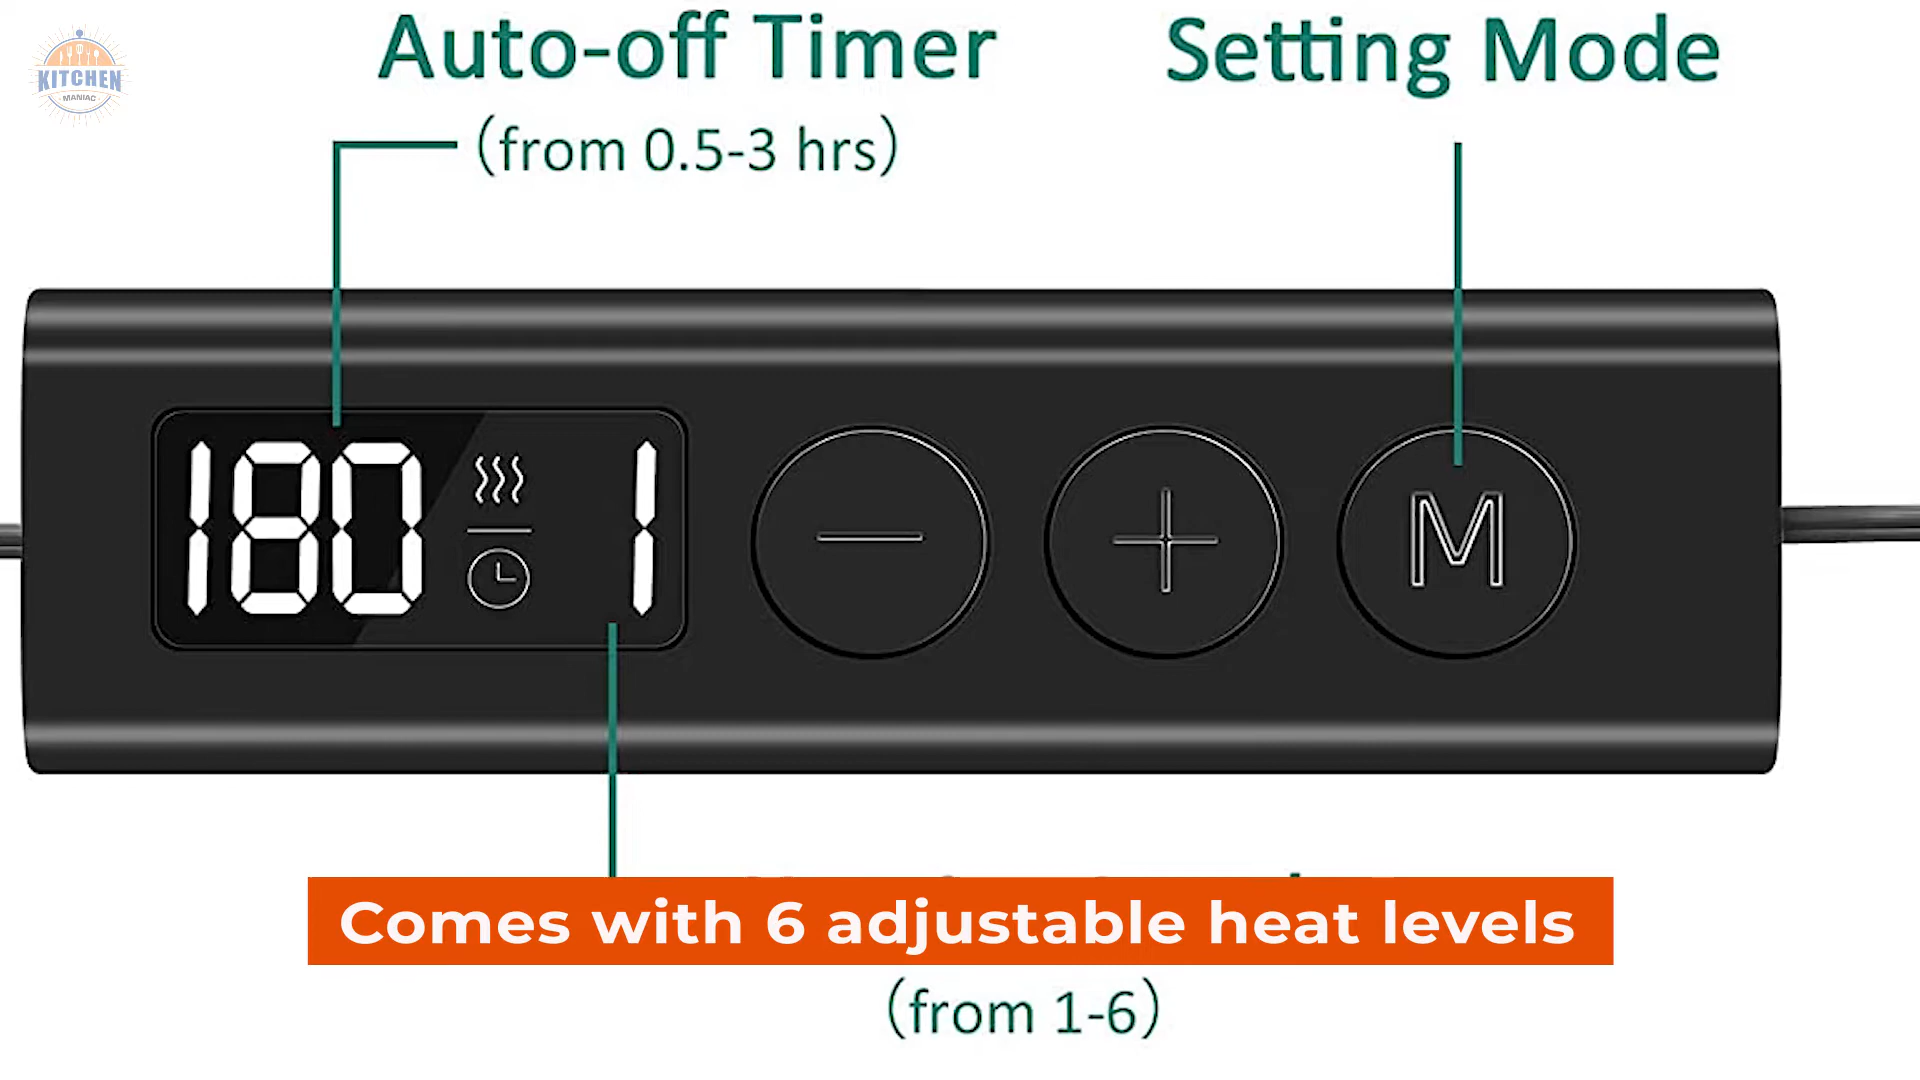 KITCHEN
MANIAC
Auto-off Timer
(from 0.5-3 hrs)
Setting Mode
180
1
M
Comes with 6 adjustable heat levels
(from 1-6)